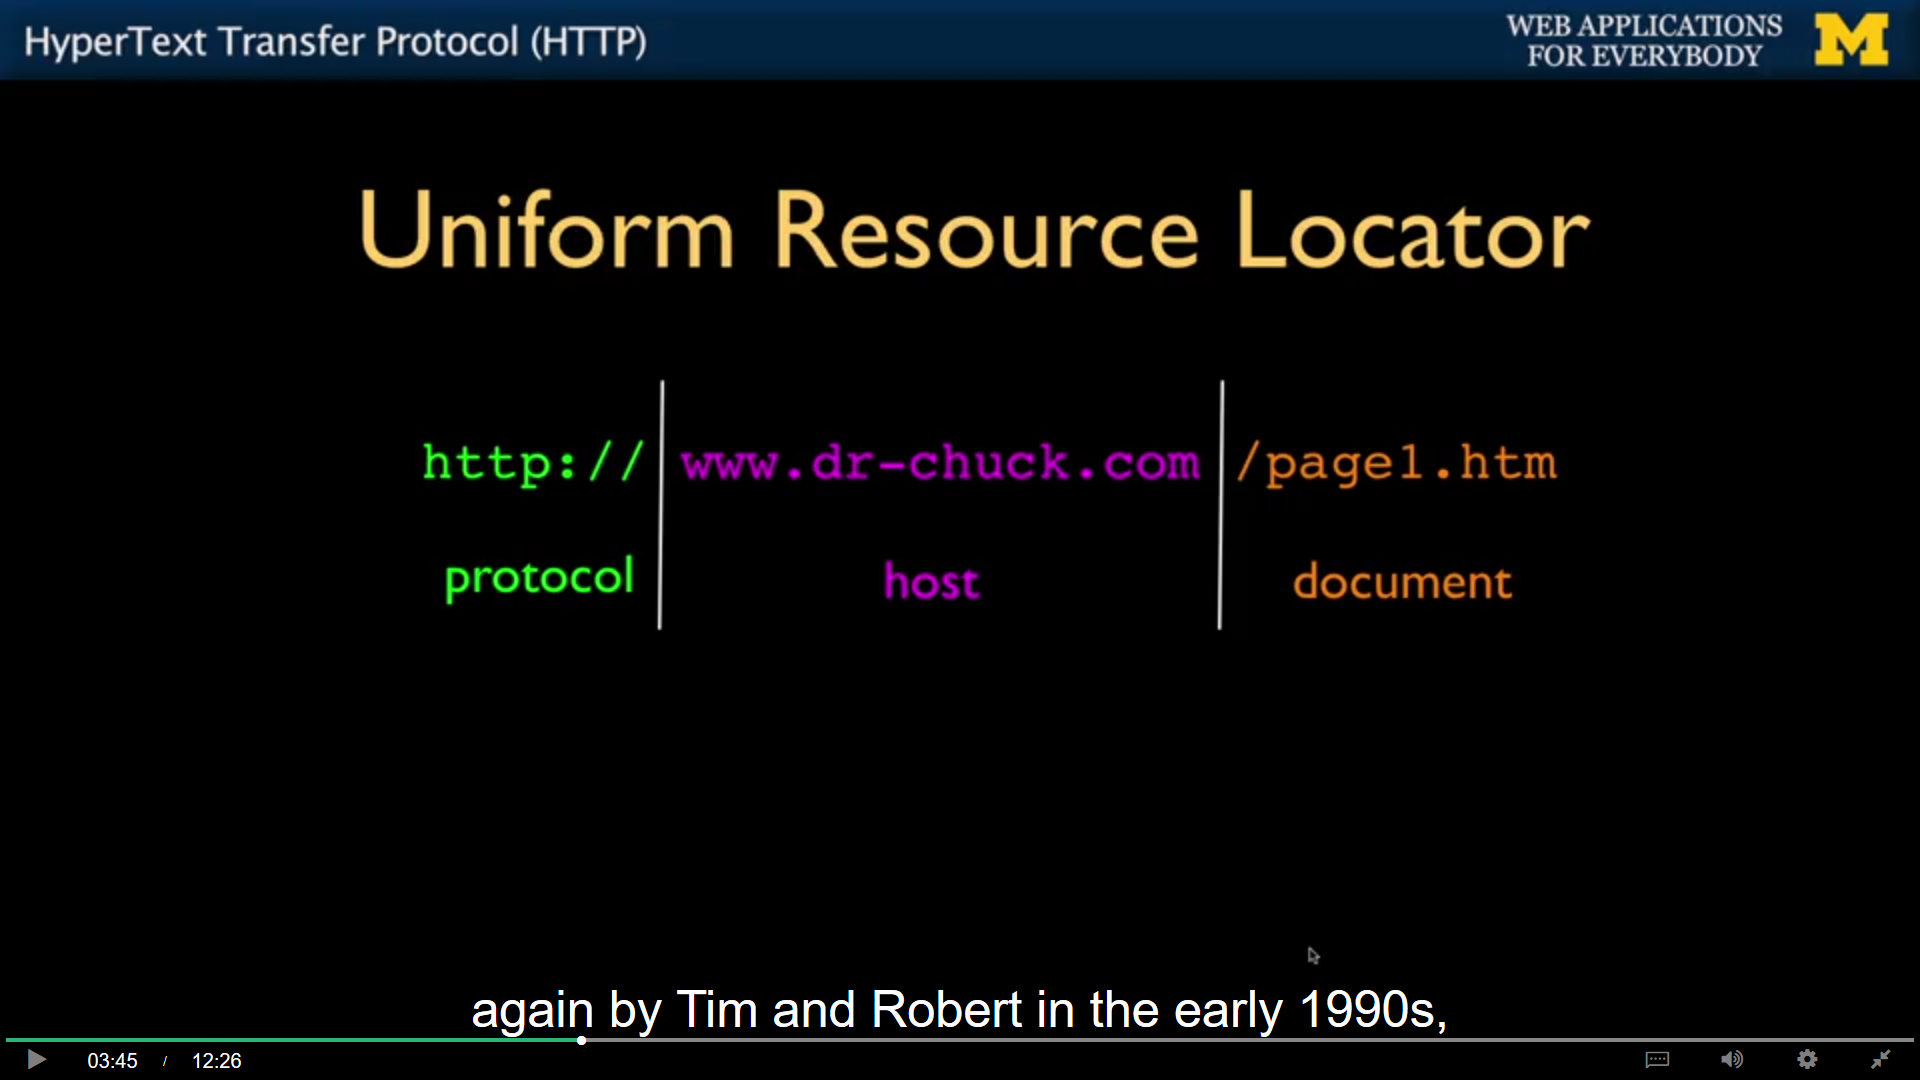 HyperText Transfer Protocol (HTTP)
WEB APPLICATIONS
FOR EVERYBODY
M
Uniform Resource Locator
http:// www.dr-chuck.com /page1.htm
protocol host document
again by Tim and Robert in the early 1990s,
03:45 / 12:26